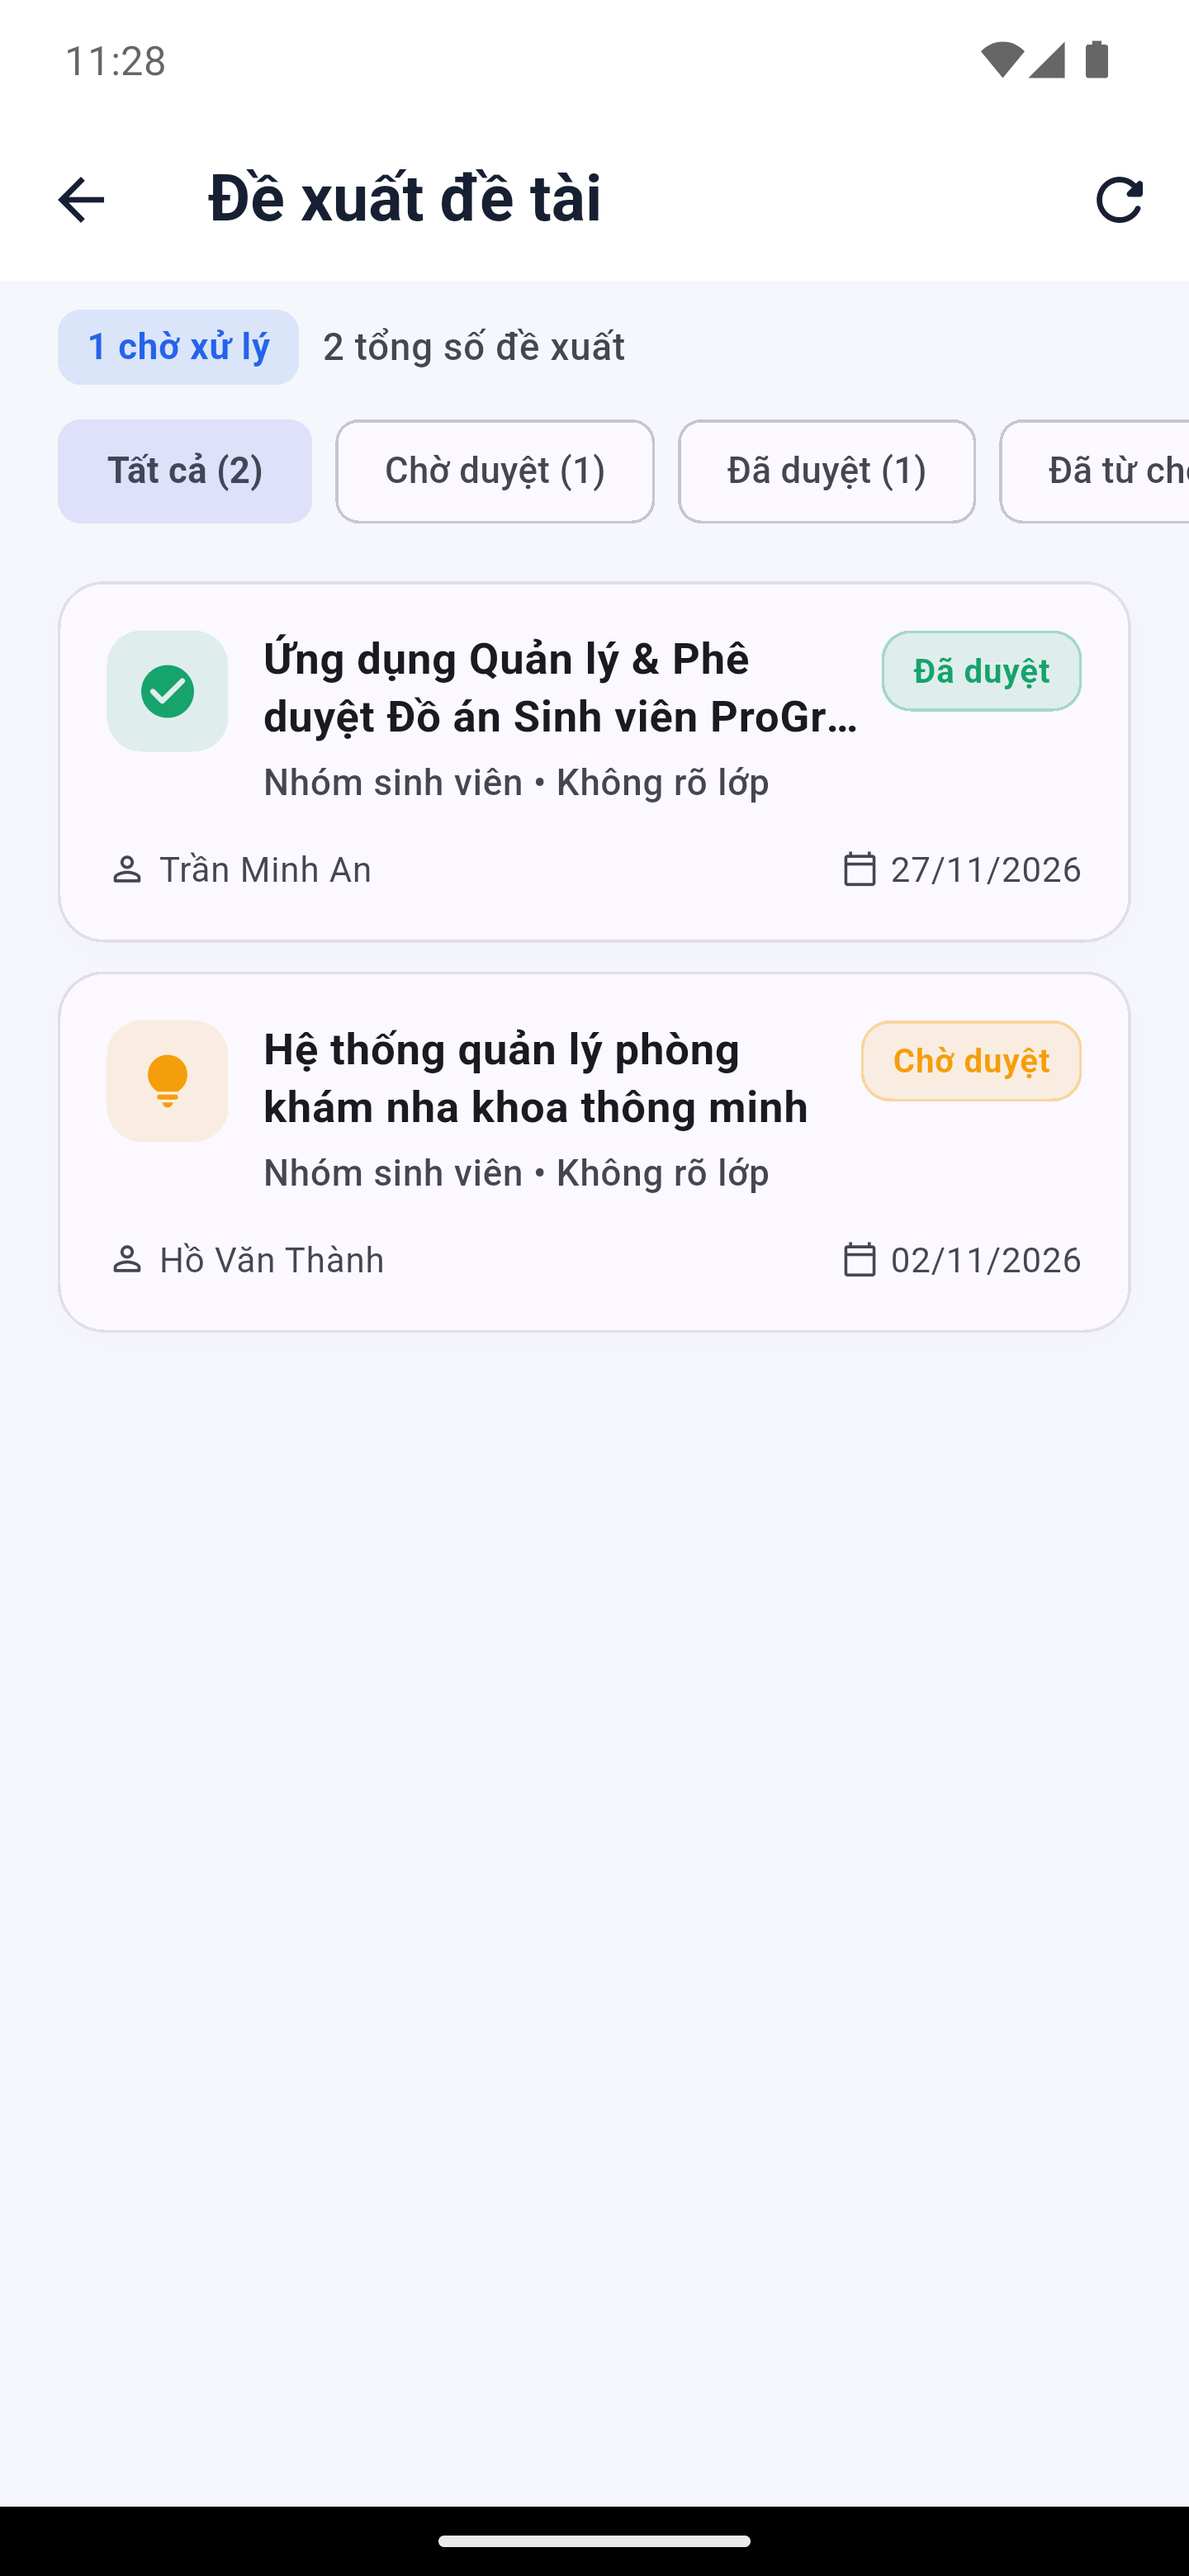 11:28
Đề xuất đề tài
1 chờ xử lý
2 tổng số đề xuất
Tất cả (2)
Chờ duyệt (1)
Đã duyệt (1)
Đã từ
Ứng dụng Quản lý & Phê
duyệt Đồ án Sinh viên ProGr...
Đã duyệt
Nhóm sinh viên • Không rõ lớp
Trần Minh An
27/11/2026
Hệ thống quản lý phòng
khám nha khoa thông minh
Chờ duyệt
Nhóm sinh viên • Không rõ lớp
Hồ Văn Thành
02/11/2026